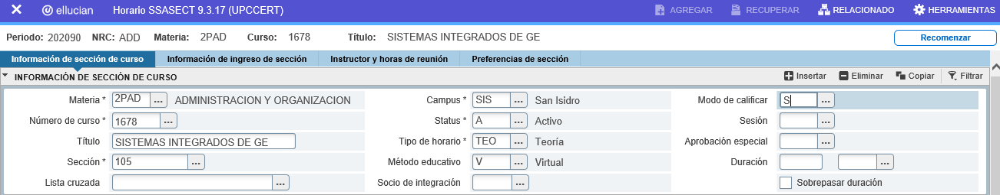 ✕ ellucian Horario SSASECT 9.3.17 (UPCCERT) AGREGAR RECUPERAR RELACIONADO HERRAMIENTAS
Periodo: 202090 NRC: ADD Materia: 2PAD Curso: 1678 Título: SISTEMAS INTEGRADOS DE GE Recomenzar
Información de sección de curso Información de ingreso de sección Instructor y horas de reunión Preferencias de sección
INFORMACIÓN DE SECCIÓN DE CURSO Insertar Eliminar Copiar Filtrar
Materia * 2PAD ... ADMINISTRACION Y ORGANIZACION Campus * SIS ... San Isidro Modo de calificar S ...
Número de curso * 1678 ... Status * A ... Activo Sesión ...
Título SISTEMAS INTEGRADOS DE GE Tipo de horario * TEO ... Teoría Aprobación especial ...
Sección * 105 ... Método educativo V ... Virtual Duración ...
Lista cruzada ... Socio de integración ... Sobrepasar duración